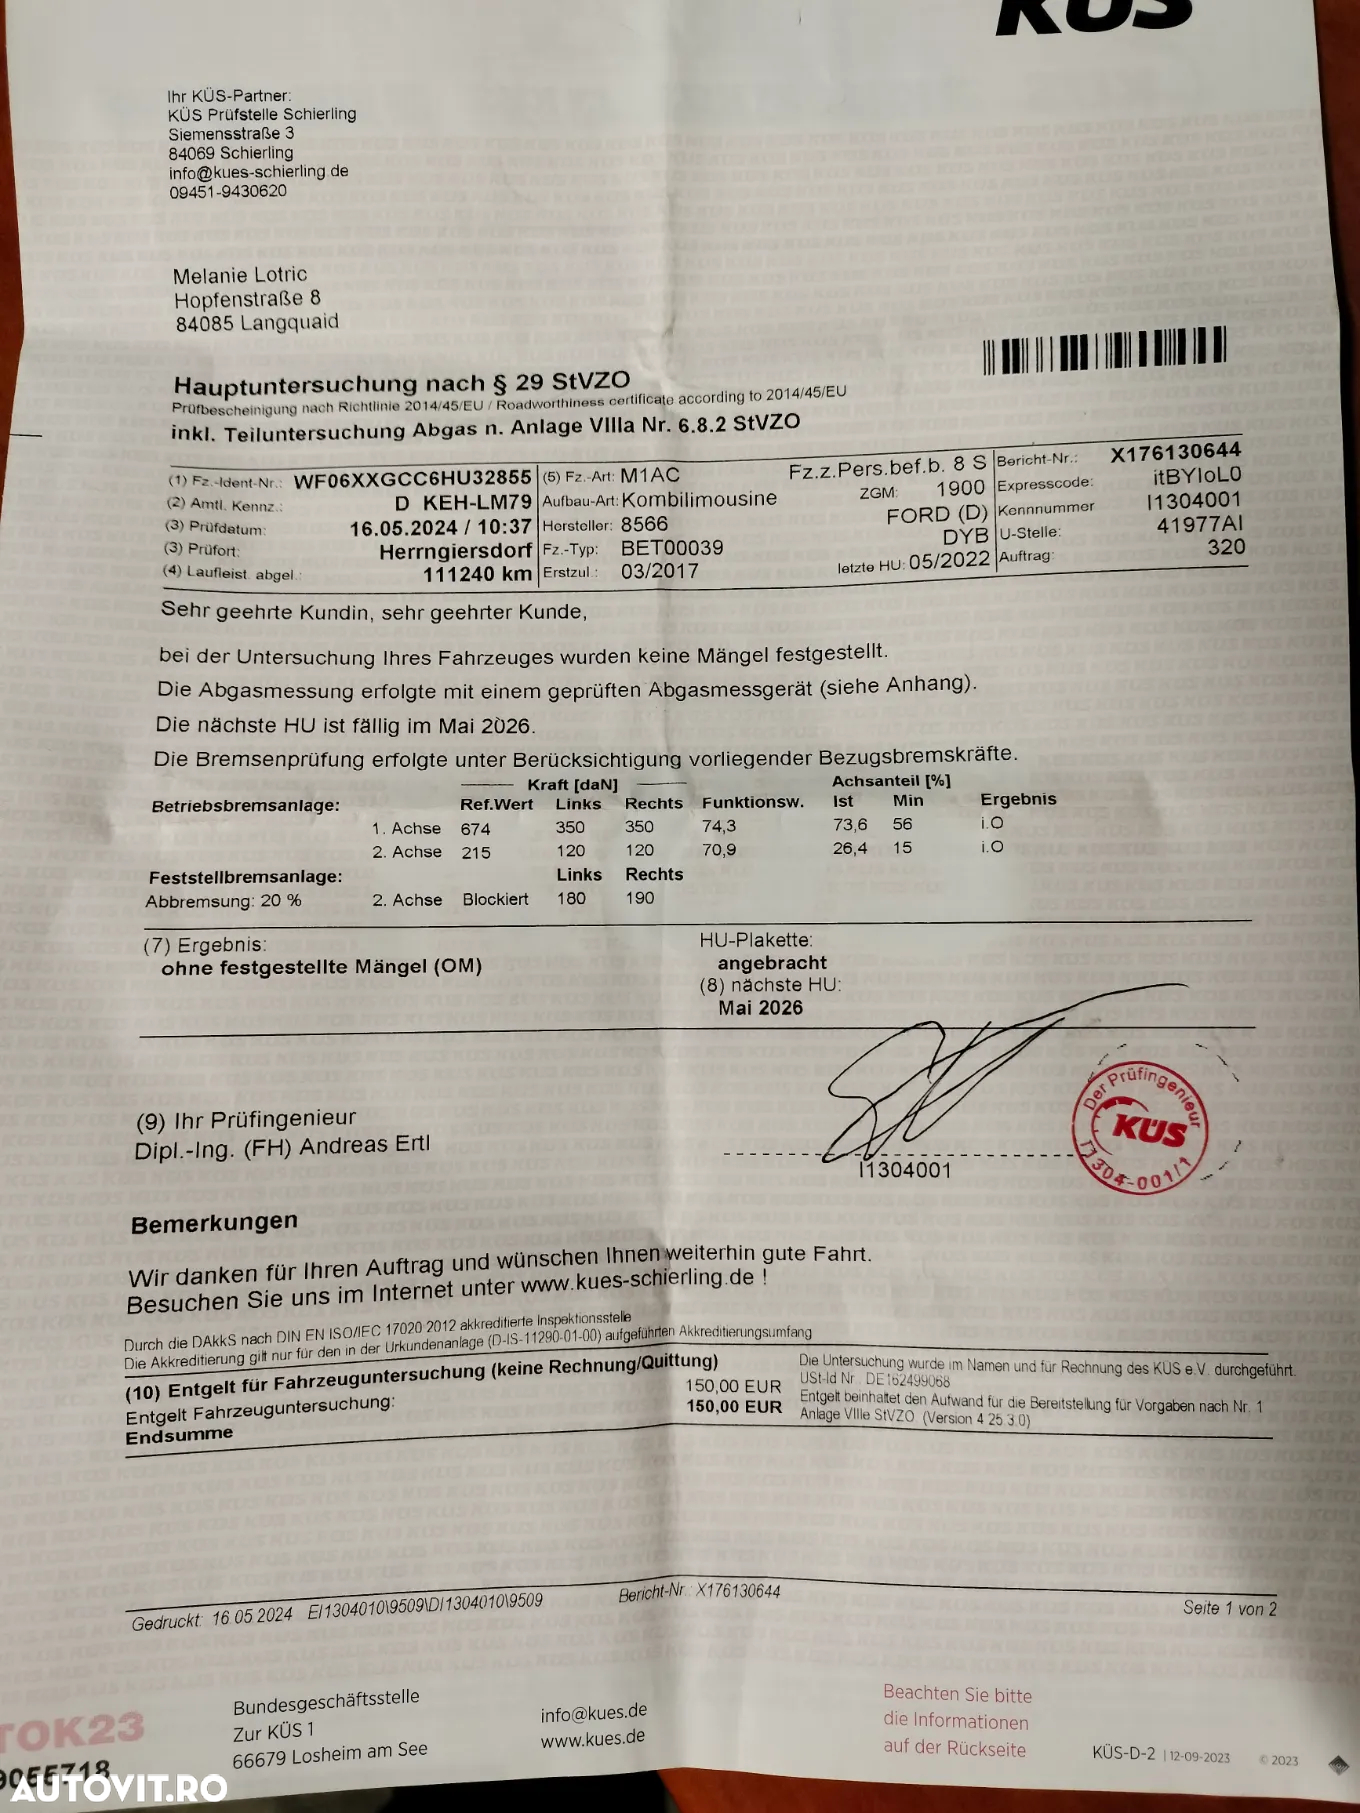 KÜS
Ihr KÜS-Partner:
KÜS Prüfstelle Schierling
Siemensstraße 3
84069 Schierling
info@kues-schierling.de
09451-9430620
Melanie Lotric
Hopfenstraße 8
84085 Langquaid
Hauptuntersuchung nach § 29 StVZO
Prüfbescheinigung nach Richtlinie 2014/45/EU / Roadworthiness certificate according to 2014/45/EU
inkl. Teiluntersuchung Abgas n. Anlage VIIIa Nr. 6.8.2 StVZO
(1) Fz.-Ident-Nr.: WF06XXGCC6HU32855 (5) Fz.-Art: M1AC Fz.z.Pers.bef.b. 8 S Bericht-Nr.: X176130644
(2) Amtl. Kennz.: D KEH-LM79 Aufbau-Art: Kombilimousine ZGM: 1900 Expresscode: itBYIoL0
(3) Prüfdatum: 16.05.2024 / 10:37 Hersteller: 8566 FORD (D) Kennnummer I1304001
(3) Prüfort: Herrngiersdorf Fz.-Typ: BET00039 DYB U-Stelle: 41977AI
(4) Laufleist. abgel.: 111240 km Erstzul.: 03/2017 letzte HU: 05/2022 Auftrag: 320
Sehr geehrte Kundin, sehr geehrter Kunde,
bei der Untersuchung Ihres Fahrzeuges wurden keine Mängel festgestellt.
Die Abgasmessung erfolgte mit einem geprüften Abgasmessgerät (siehe Anhang).
Die nächste HU ist fällig im Mai 2026.
Die Bremsenprüfung erfolgte unter Berücksichtigung vorliegender Bezugsbremskräfte.
Kraft [daN] Achsanteil [%]
Betriebsbremsanlage: Ref.Wert Links Rechts Funktionsw. Ist Min Ergebnis
1. Achse 674 350 350 74,3 73,6 56 i.O
2. Achse 215 120 120 70,9 26,4 15 i.O
Feststellbremsanlage: Links Rechts
Abbremsung: 20 % 2. Achse Blockiert 180 190
(7) Ergebnis: HU-Plakette:
ohne festgestellte Mängel (OM) angebracht
(8) nächste HU:
Mai 2026
(9) Ihr Prüfingenieur
Dipl.-Ing. (FH) Andreas Ertl
I1304001
Der Prüfingenieur
KÜS
I1304-001/1
Bemerkungen
Wir danken für Ihren Auftrag und wünschen Ihnen weiterhin gute Fahrt.
Besuchen Sie uns im Internet unter www.kues-schierling.de !
Durch die DAkkS nach DIN EN ISO/IEC 17020 2012 akkreditierte Inspektionsstelle
Die Akkreditierung gilt nur für den in der Urkundenanlage (D-IS-11290-01-00) aufgeführten Akkreditierungsumfang
(10) Entgelt für Fahrzeuguntersuchung (keine Rechnung/Quittung)
Entgelt Fahrzeuguntersuchung: 150,00 EUR
Endsumme 150,00 EUR
Die Untersuchung wurde im Namen und für Rechnung des KÜS e.V. durchgeführt.
USt-Id Nr. DE162499068
Entgelt beinhaltet den Aufwand für die Bereitstellung für Vorgaben nach Nr. 1
Anlage VIIIe StVZO. (Version 4 25 3.0)
Gedruckt: 16.05.2024 EI1304010\9509\DI1304010\9509 Bericht-Nr.: X176130644 Seite 1 von 2
TOK23
9055718
Bundesgeschäftsstelle
Zur KÜS 1
66679 Losheim am See
info@kues.de
www.kues.de
Beachten Sie bitte
die Informationen
auf der Rückseite
KÜS-D-2 | 12-09-2023 © 2023
AUTOVIT.RO